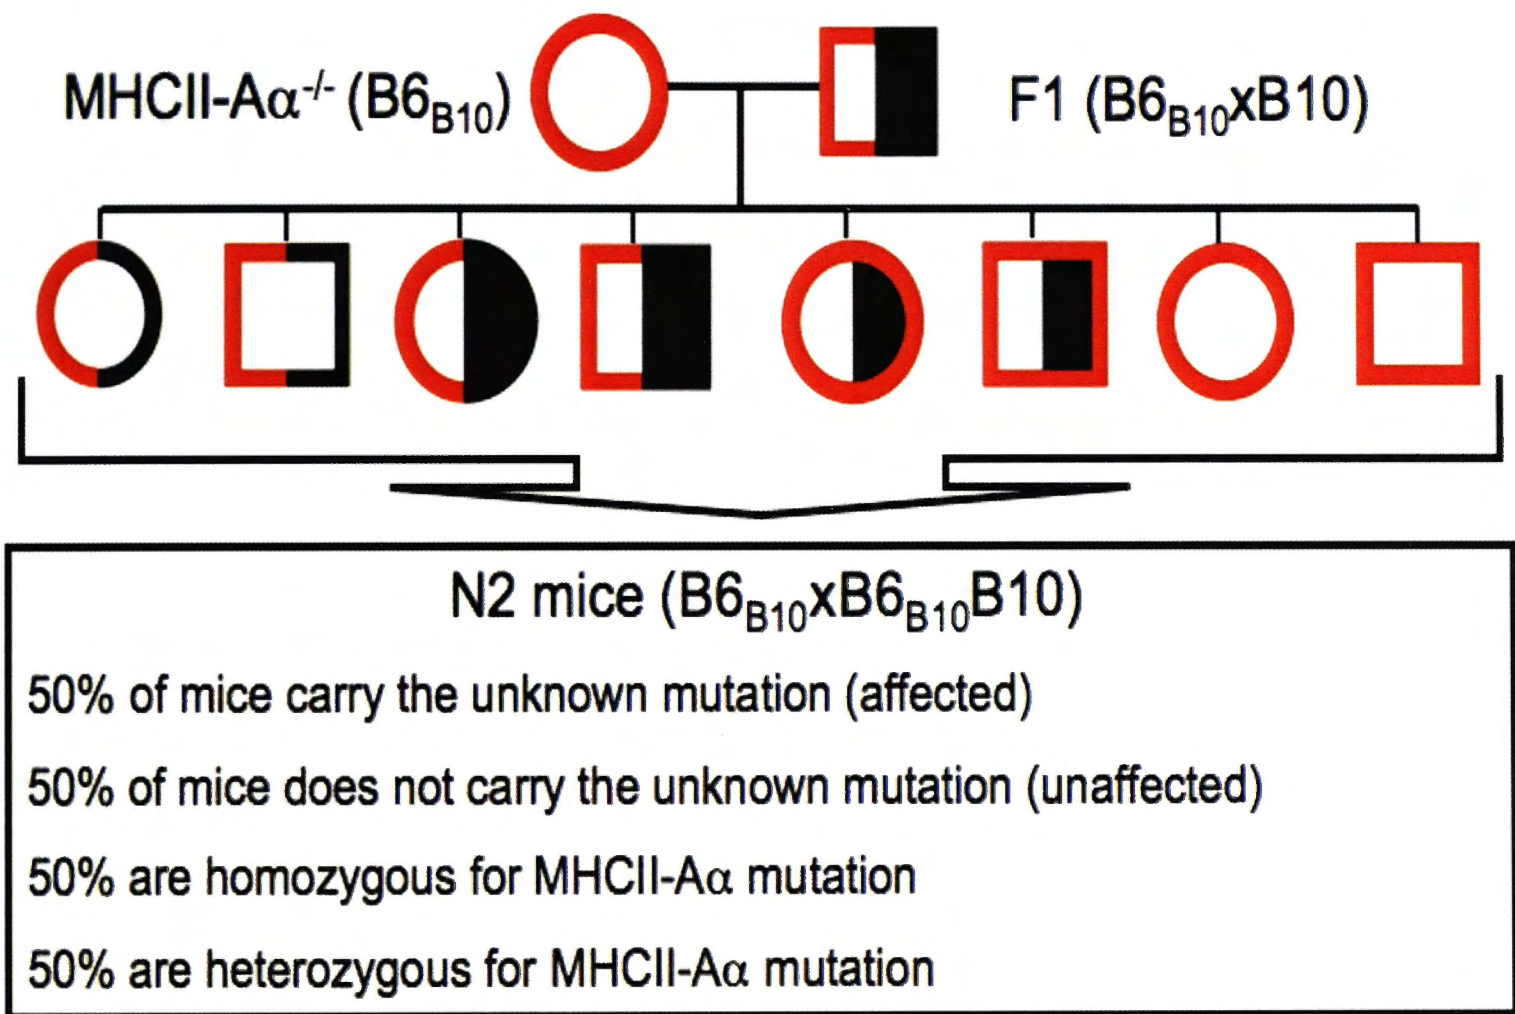 MHCII-Aα-/- (B6B10)
F1 (B6B10xB10)
N2 mice (B6B10xB6B10B10)
50% of mice carry the unknown mutation (affected)
50% of mice does not carry the unknown mutation (unaffected)
50% are homozygous for MHCII-Aα mutation
50% are heterozygous for MHCII-Aα mutation